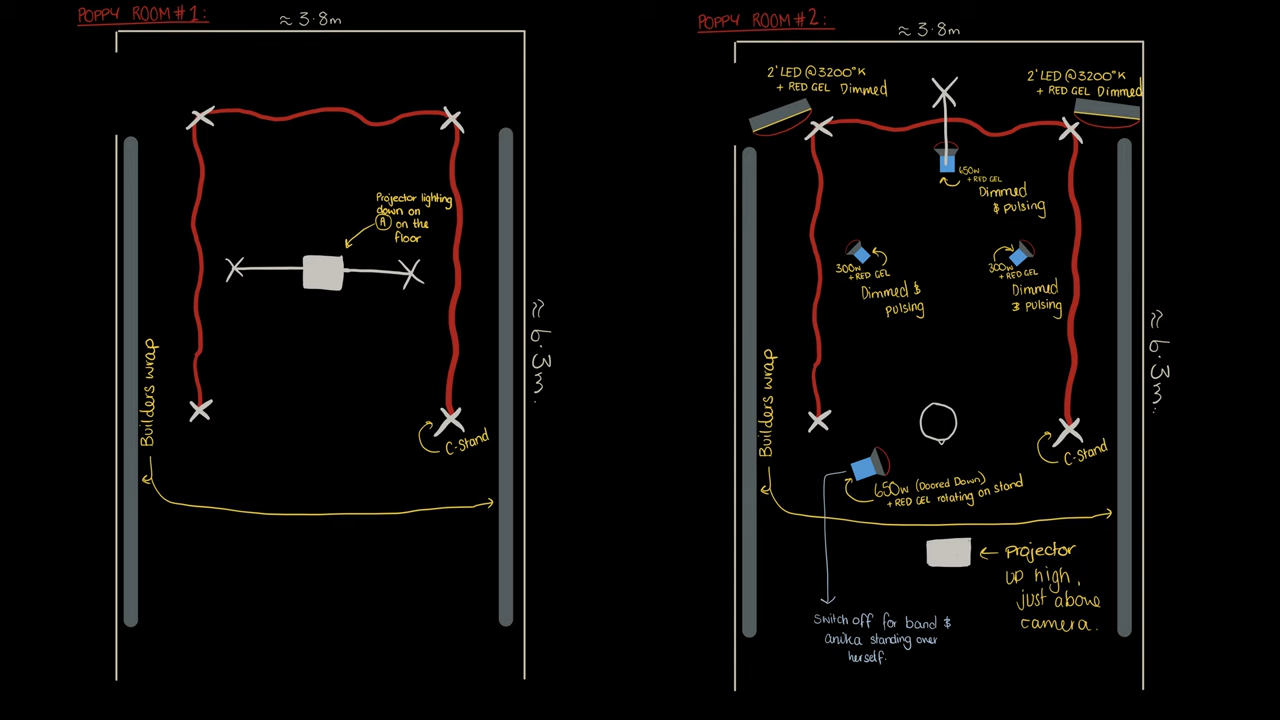 POPPY ROOM #1:
≈ 3.8m
Projector lighting
down on
A on the
floor
Builders wrap
C-Stand
≈ 6.3m.
POPPY ROOM #2:
≈ 3.8m
2' LED @ 3200°K
+ RED GEL Dimmed
2' LED @ 3200°K
+ RED GEL Dimmed
650w
+ RED GEL
Dimmed
& pulsing
300w
+ RED GEL
Dimmed &
pulsing
300w
+ RED GEL
Dimmed
& pulsing
Builders wrap
C-Stand
650w (Doored Down)
+ RED GEL rotating on stand
Projector
up high,
just above
camera.
Switch off for band &
anika standing over
herself.
≈ 6.3m.